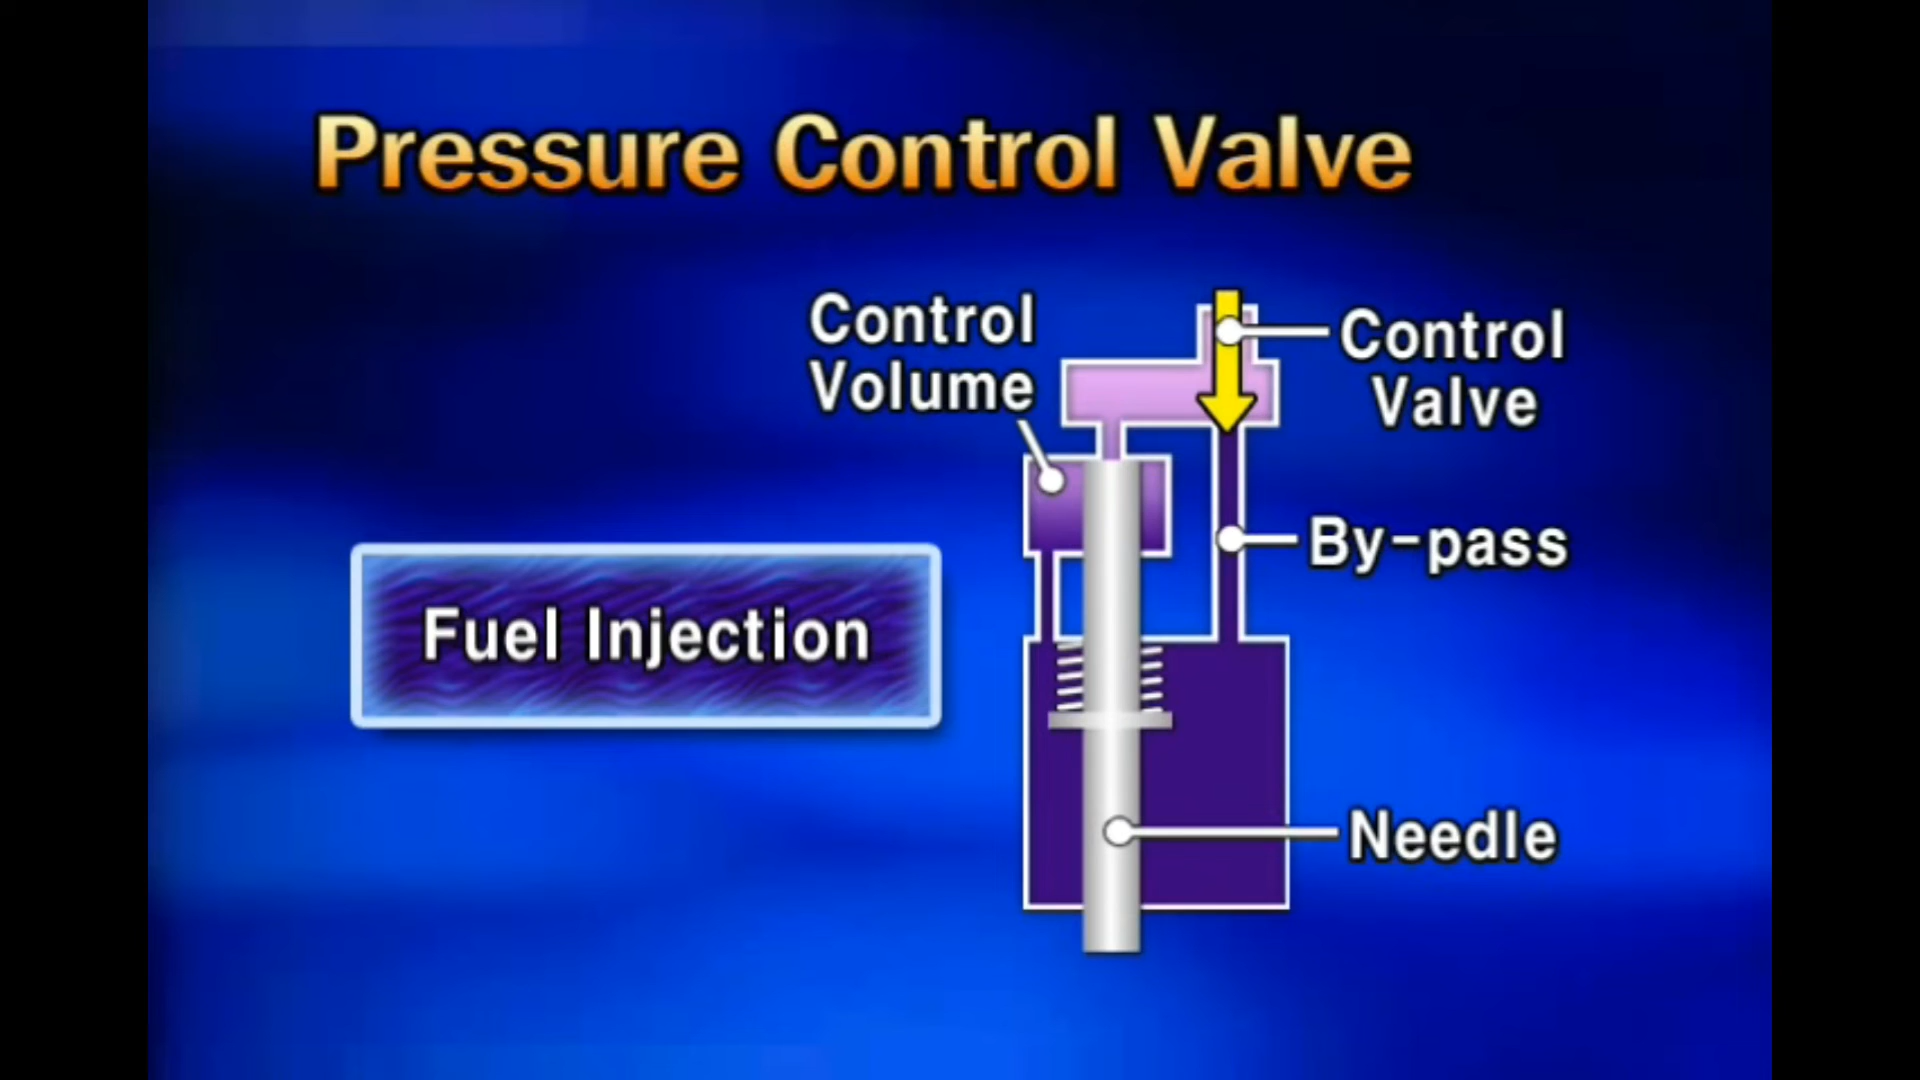 Pressure Control Valve
Control
Volume
Control
Valve
By-pass
Fuel Injection
Needle